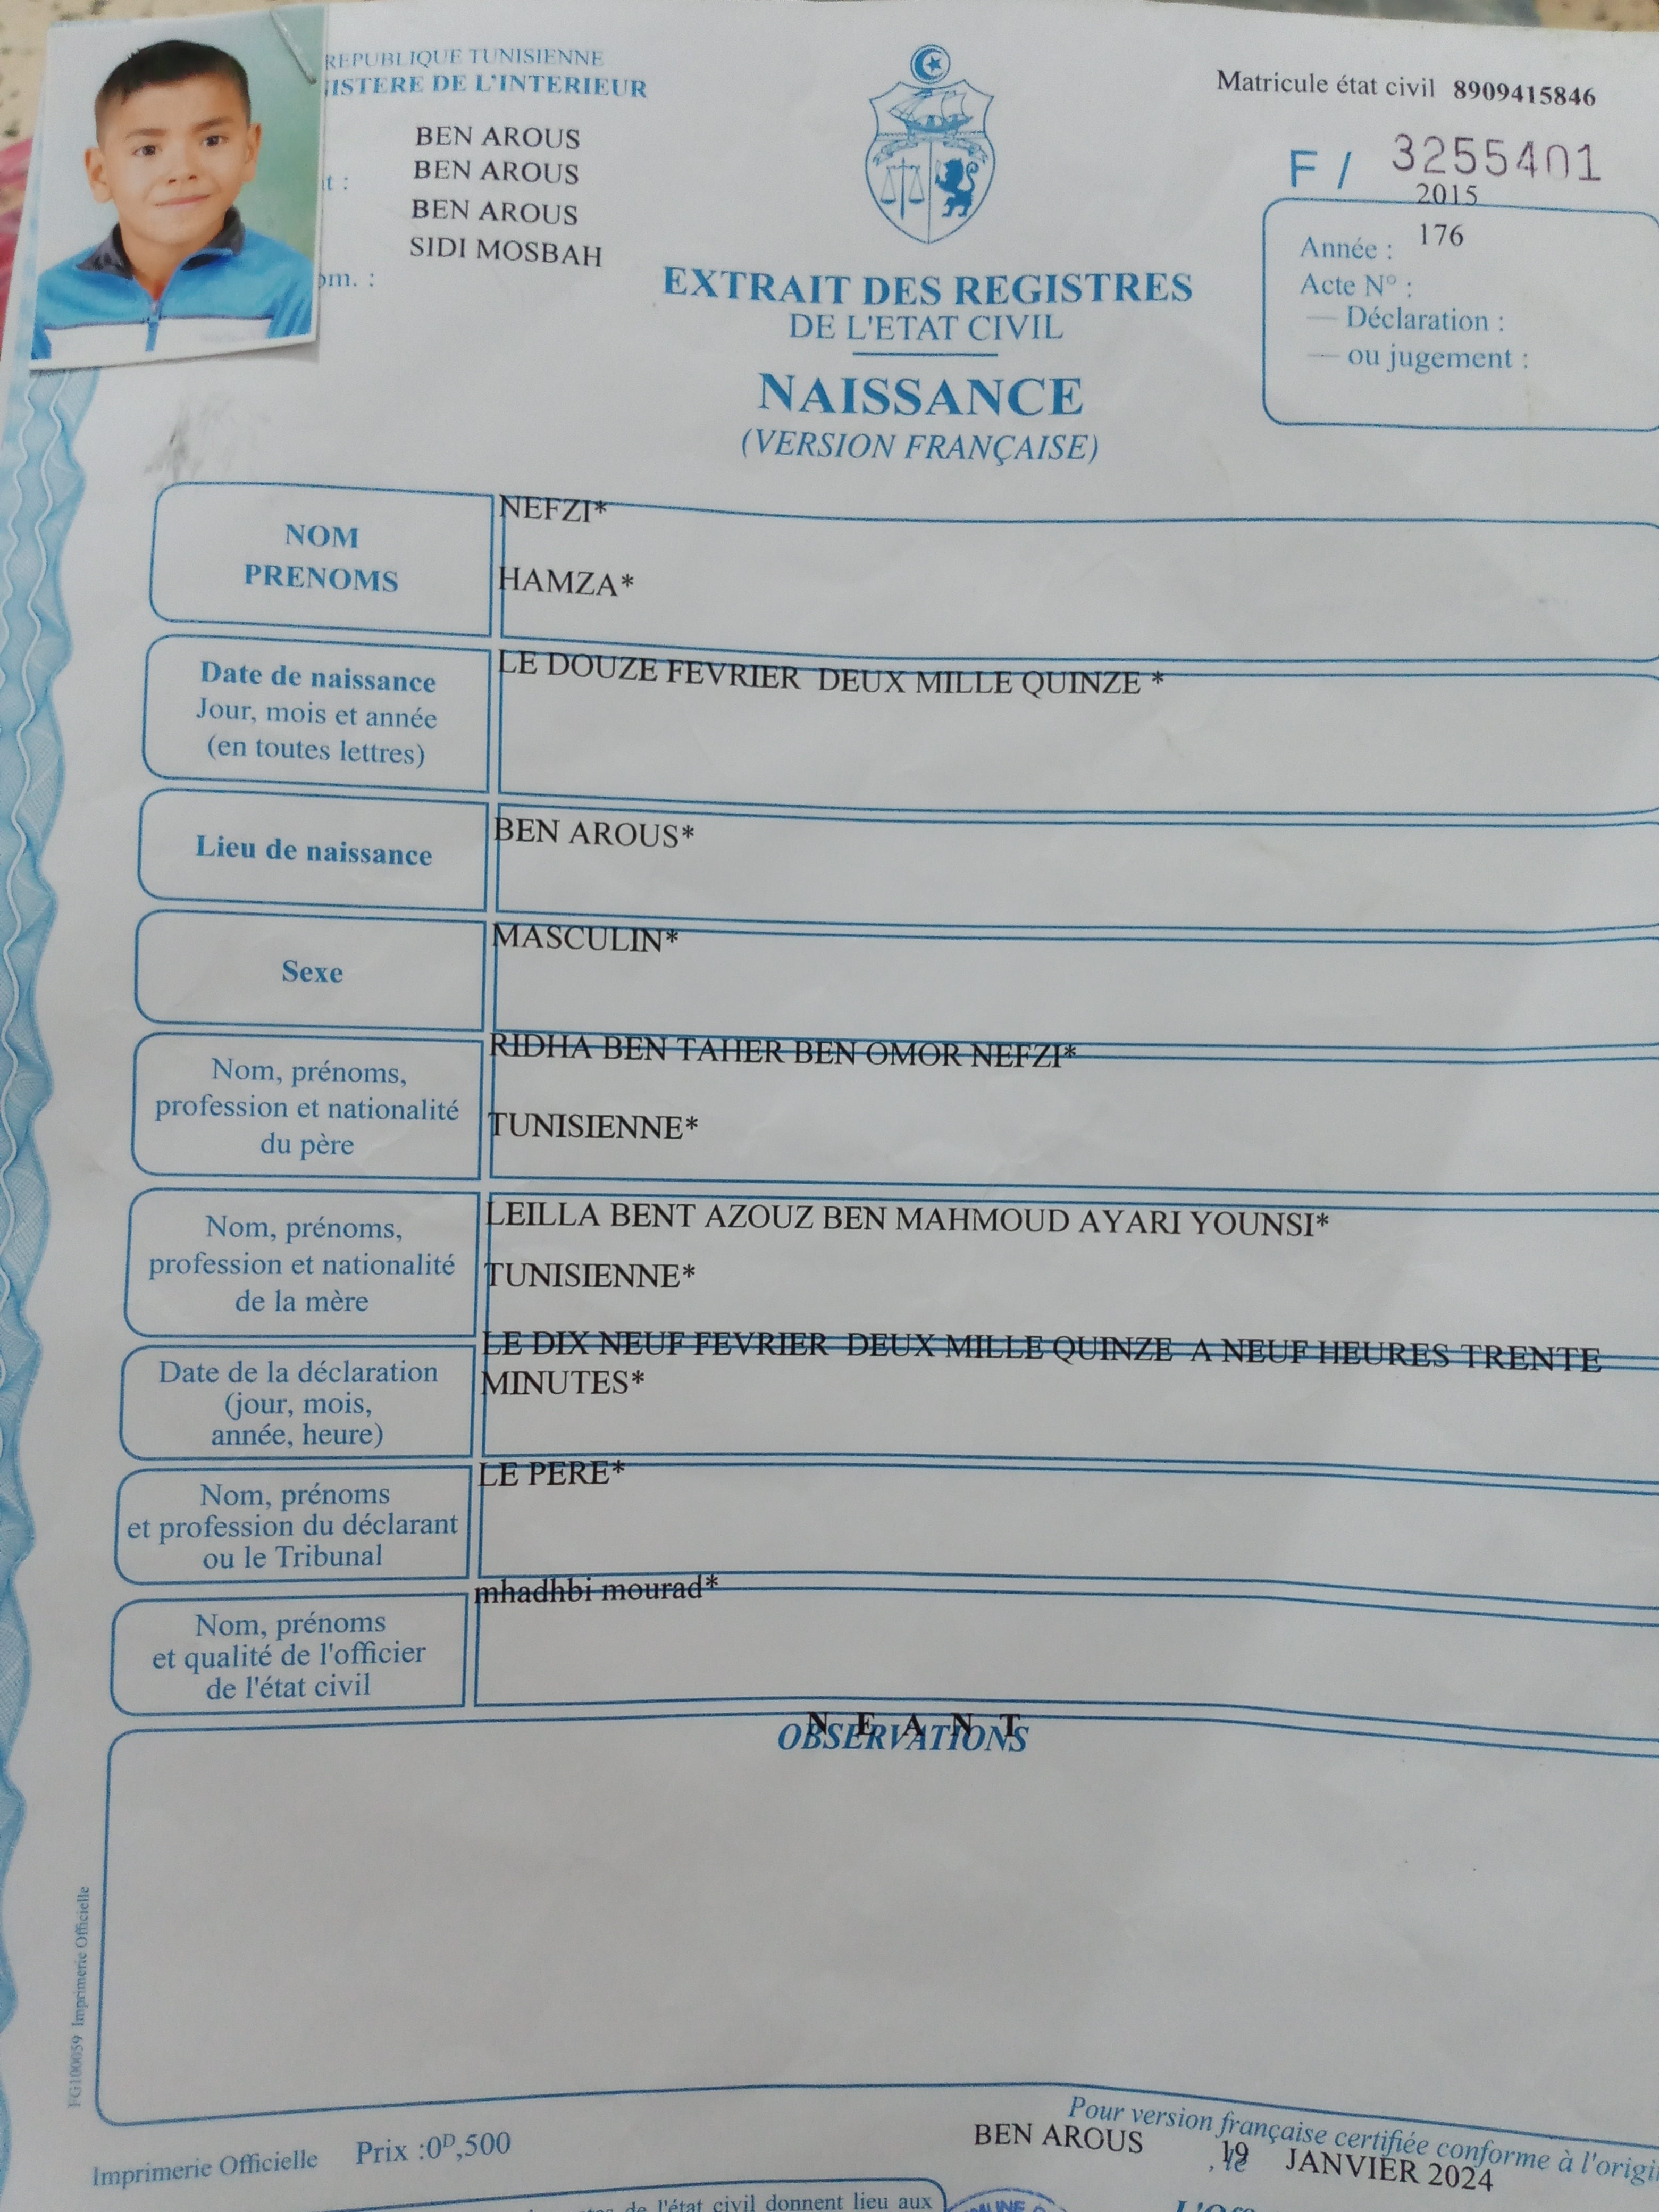 REPUBLIQUE TUNISIENNE
ISTERE DE L'INTERIEUR
BEN AROUS
BEN AROUS
t :
BEN AROUS
SIDI MOSBAH
om. :
Matricule état civil 8909415846
F / 3255401
2015
Année : 176
Acte N° :
— Déclaration :
— ou jugement :
EXTRAIT DES REGISTRES
DE L'ETAT CIVIL
NAISSANCE
(VERSION FRANÇAISE)
NOM
PRENOMS
NEFZI*
HAMZA*
Date de naissance
Jour, mois et année
(en toutes lettres)
LE DOUZE FEVRIER DEUX MILLE QUINZE *
Lieu de naissance
BEN AROUS*
Sexe
MASCULIN*
Nom, prénoms,
profession et nationalité
du père
RIDHA BEN TAHER BEN OMOR NEFZI*
TUNISIENNE*
Nom, prénoms,
profession et nationalité
de la mère
LEILLA BENT AZOUZ BEN MAHMOUD AYARI YOUNSI*
TUNISIENNE*
Date de la déclaration
(jour, mois,
année, heure)
LE DIX NEUF FEVRIER DEUX MILLE QUINZE A NEUF HEURES TRENTE
MINUTES*
Nom, prénoms
et profession du déclarant
ou le Tribunal
LE PERE*
Nom, prénoms
et qualité de l'officier
de l'état civil
mhadhbi mourad*
N E A N T
OBSERVATIONS
FG100059 Imprimerie Officielle
Imprimerie Officielle Prix :0D,500
Pour version française certifiée conforme à l'origi
BEN AROUS , le 19 JANVIER 2024
de l'état civil donnent lieu aux